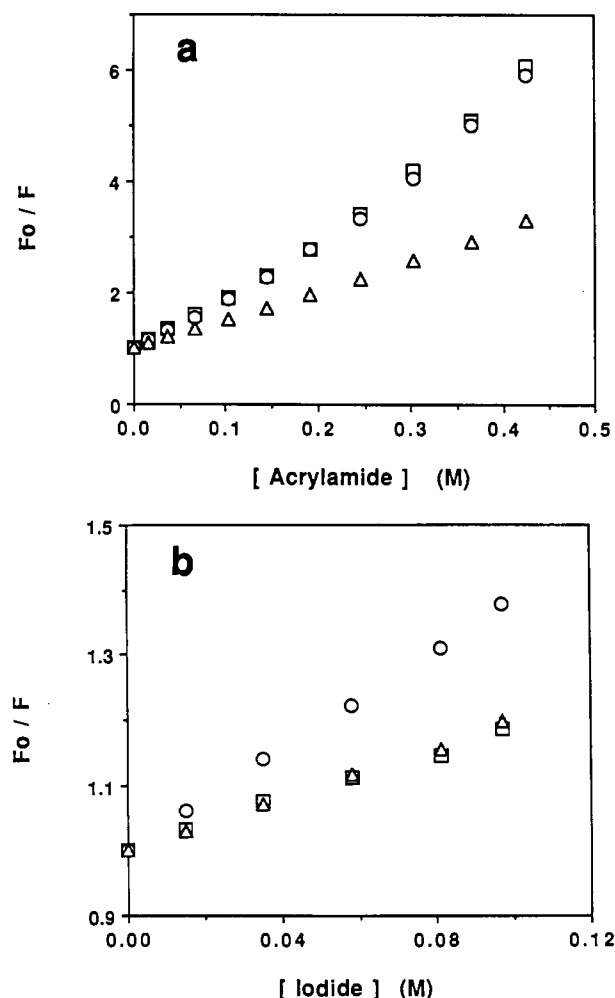 a
6
4
2
0
Fo / F
0.0 0.1 0.2 0.3 0.4 0.5
[ Acrylamide ] (M)
b
1.5
1.3
1.1
0.9
Fo / F
0.00 0.04 0.08 0.12
[ Iodide ] (M)